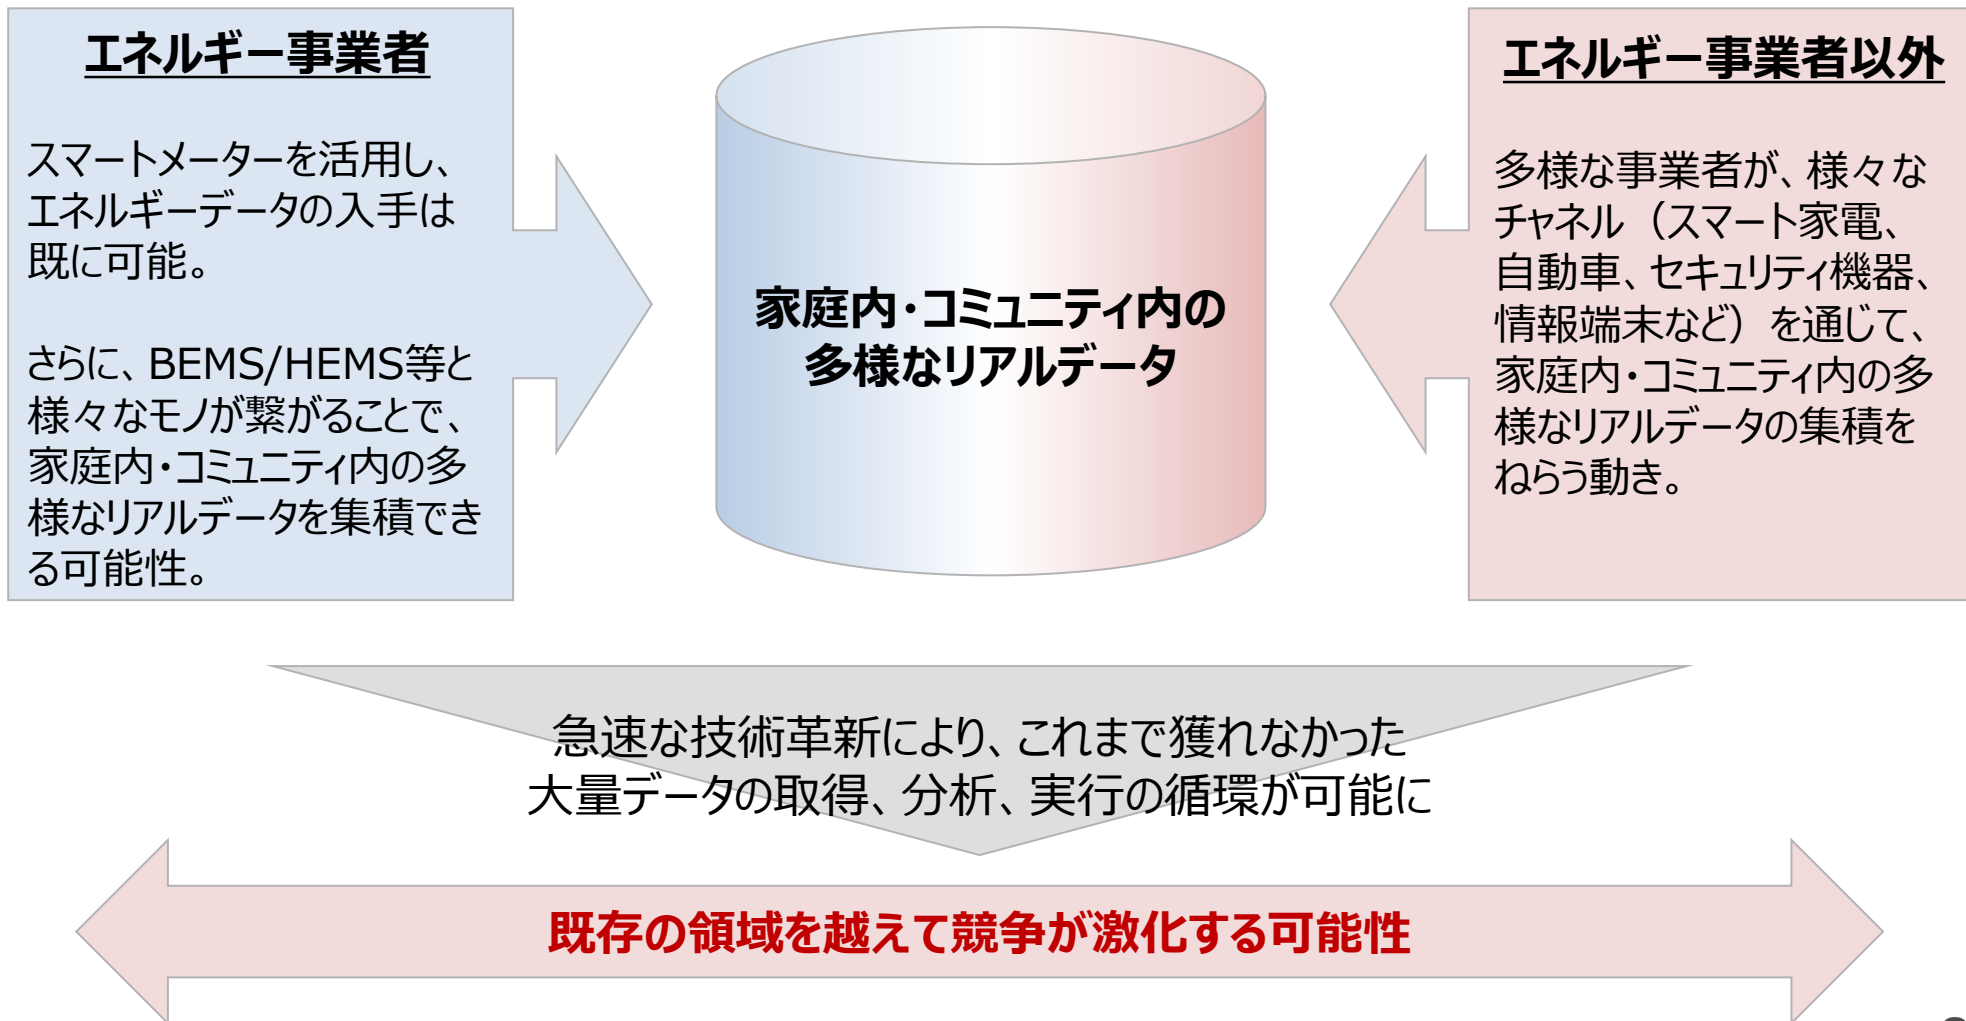 エネルギー事業者
スマートメーターを活用し、
エネルギーデータの入手は
既に可能。
さらに、BEMS/HEMS等と
様々なモノが繋がることで、
家庭内・コミュニティ内の多
様なリアルデータを集積でき
る可能性。
家庭内・コミュニティ内の
多様なリアルデータ
エネルギー事業者以外
多様な事業者が、様々な
チャネル（スマート家電、
自動車、セキュリティ機器、
情報端末など）を通じて、
家庭内・コミュニティ内の多
様なリアルデータの集積を
ねらう動き。
急速な技術革新により、これまで獲れなかった
大量データの取得、分析、実行の循環が可能に
既存の領域を越えて競争が激化する可能性